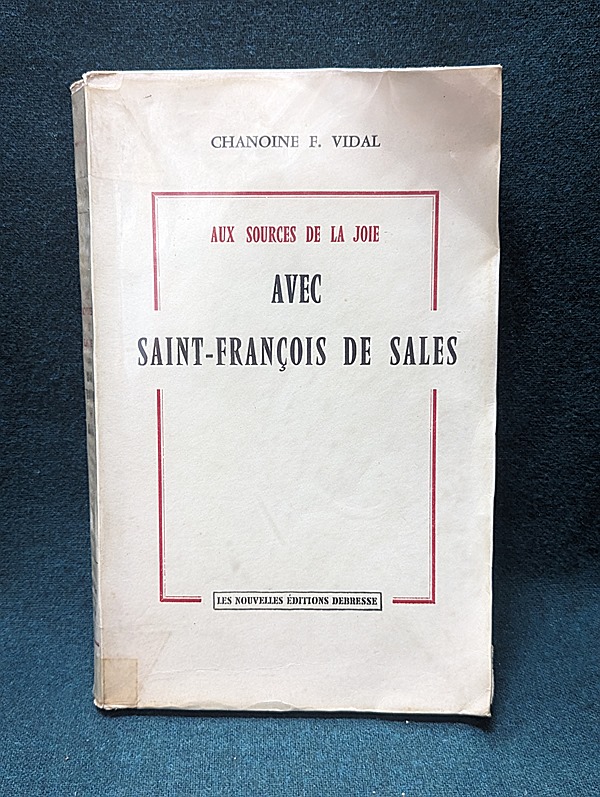 CHANOINE F. VIDAL
AUX SOURCES DE LA JOIE
AVEC
SAINT-FRANÇOIS DE SALES
LES NOUVELLES ÉDITIONS DEBRESSE